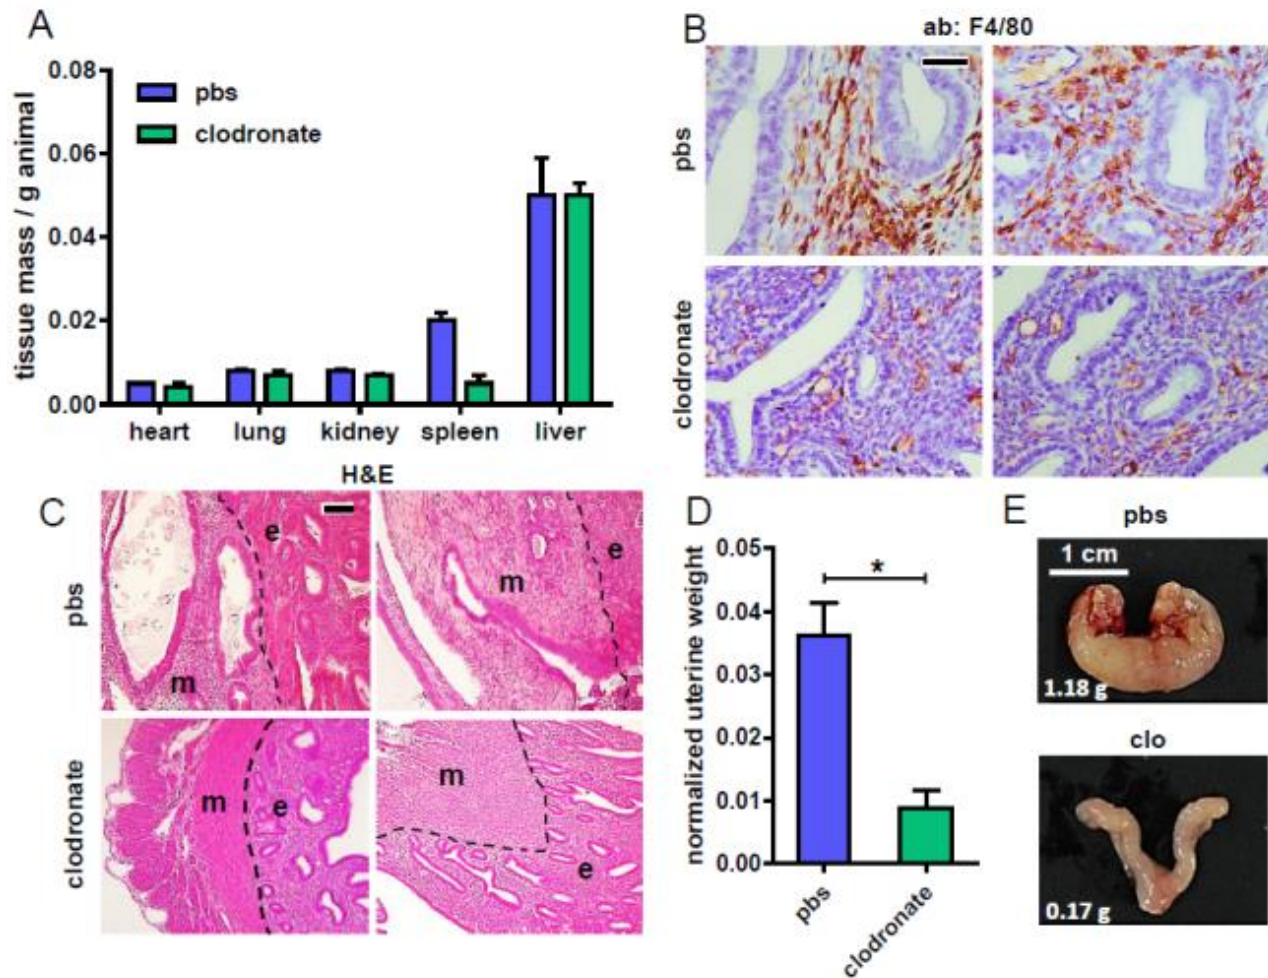 A
tissue mass / g animal
0.08
0.06
0.04
0.02
0.00
pbs
clodronate
heart lung kidney spleen liver
B
ab: F4/80
pbs
clodronate
C
H&E
pbs
e
m
m
e
clodronate
m
e
m
e
D
normalized uterine weight
0.05
0.04
0.03
0.02
0.01
0.00
*
pbs
clodronate
E
pbs
1 cm
1.18 g
clo
0.17 g